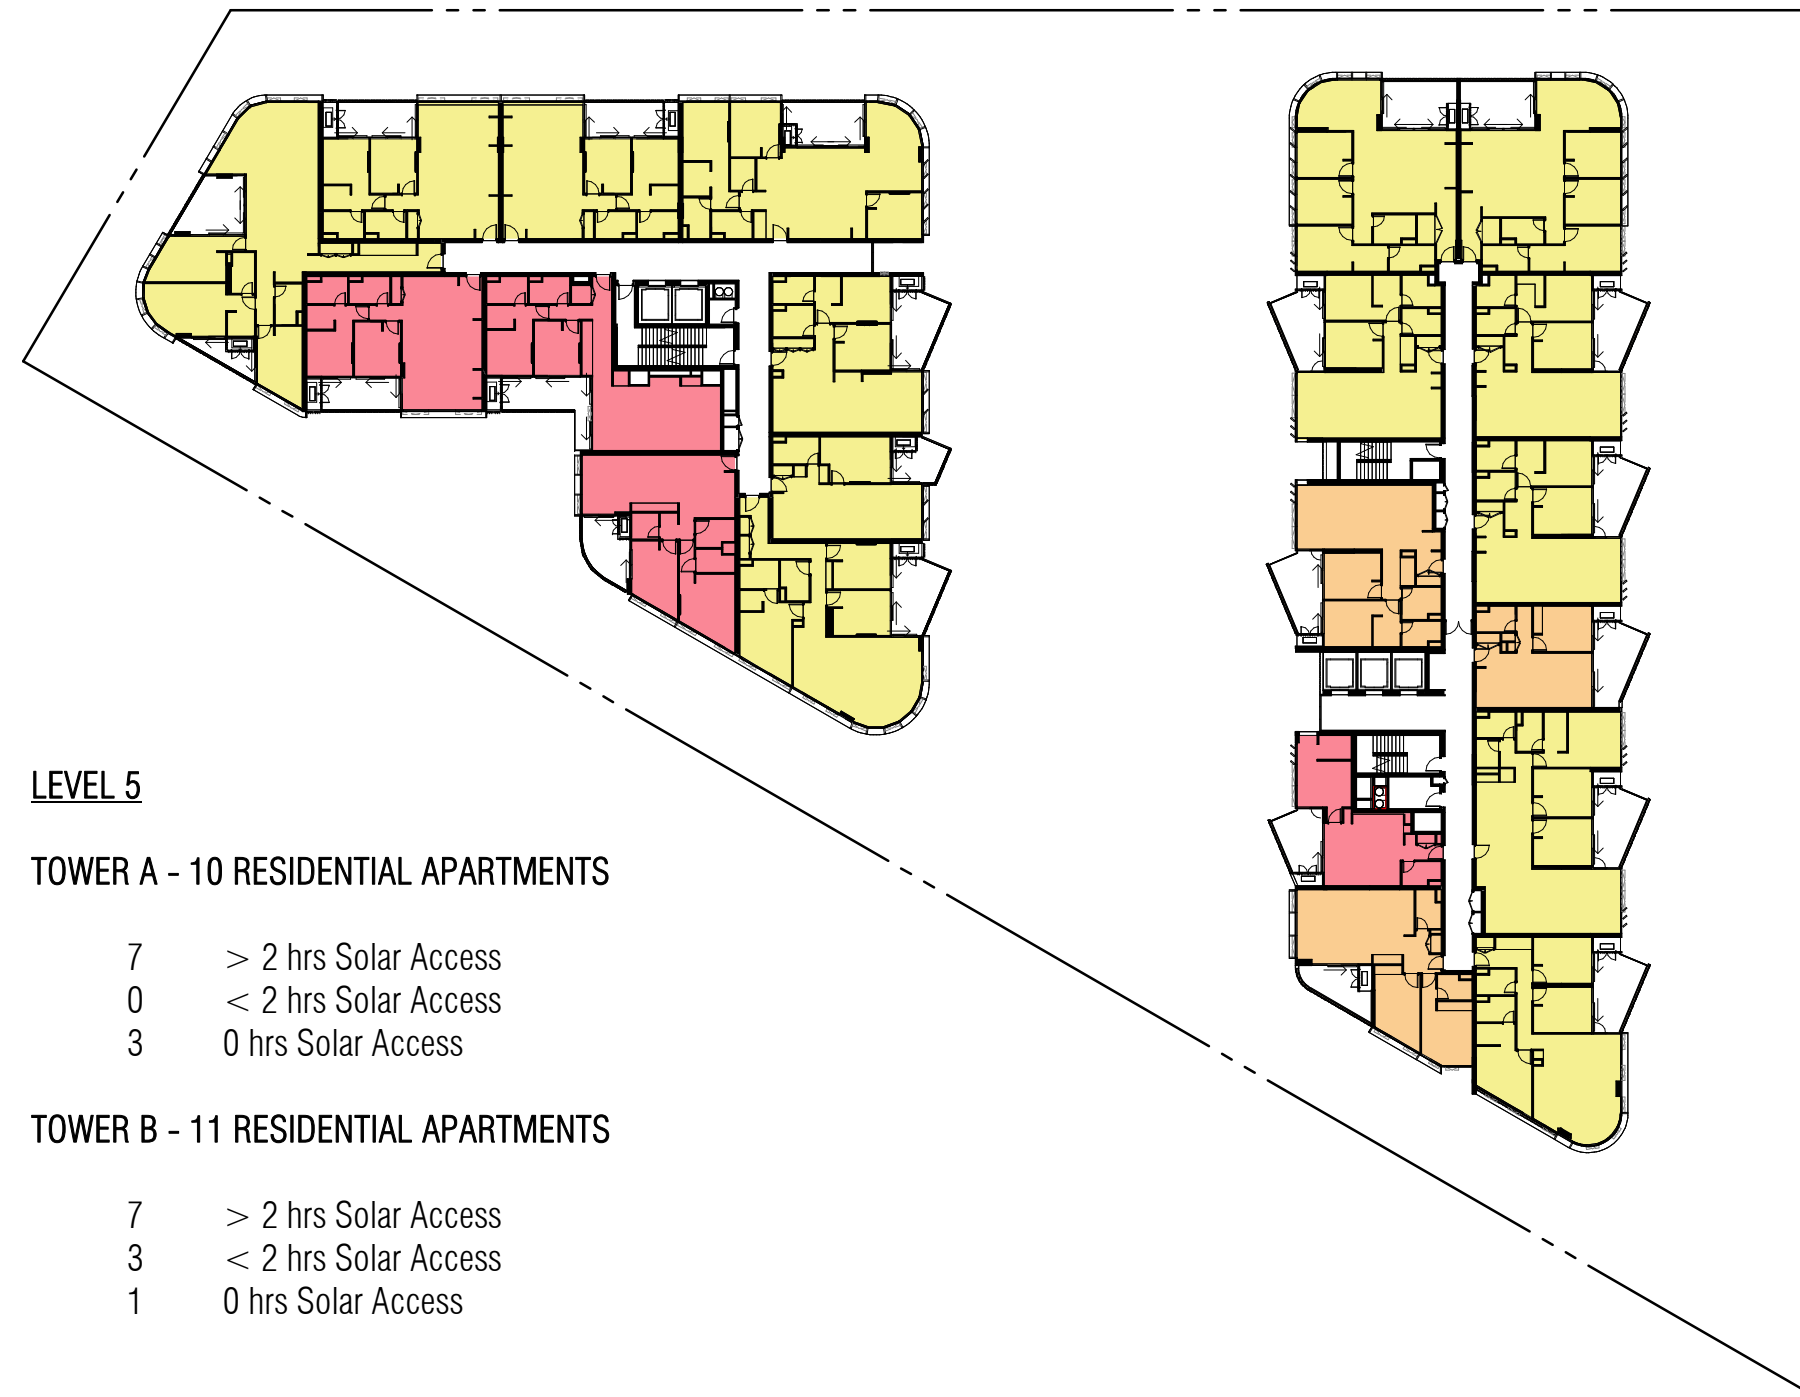 LEVEL 5
TOWER A - 10 RESIDENTIAL APARTMENTS
7 > 2 hrs Solar Access
0 < 2 hrs Solar Access
3 0 hrs Solar Access
TOWER B - 11 RESIDENTIAL APARTMENTS
7 > 2 hrs Solar Access
3 < 2 hrs Solar Access
1 0 hrs Solar Access